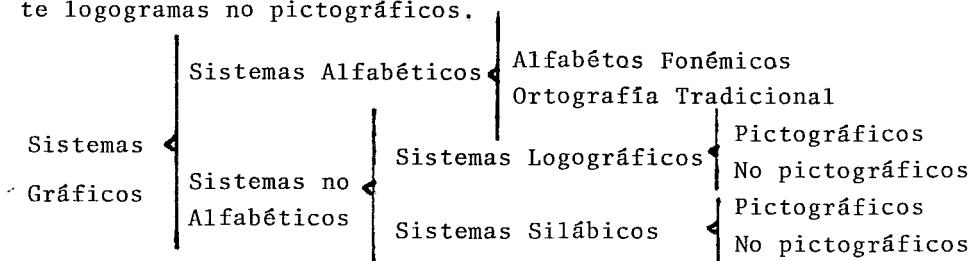 te logogramas no pictográficos.
Sistemas Alfabéticos
Alfabétos Fonémicos
Ortografía Tradicional
Sistemas
Gráficos
Sistemas no
Alfabéticos
Sistemas Logográficos
Pictográficos
No pictográficos
Sistemas Silábicos
Pictográficos
No pictográficos